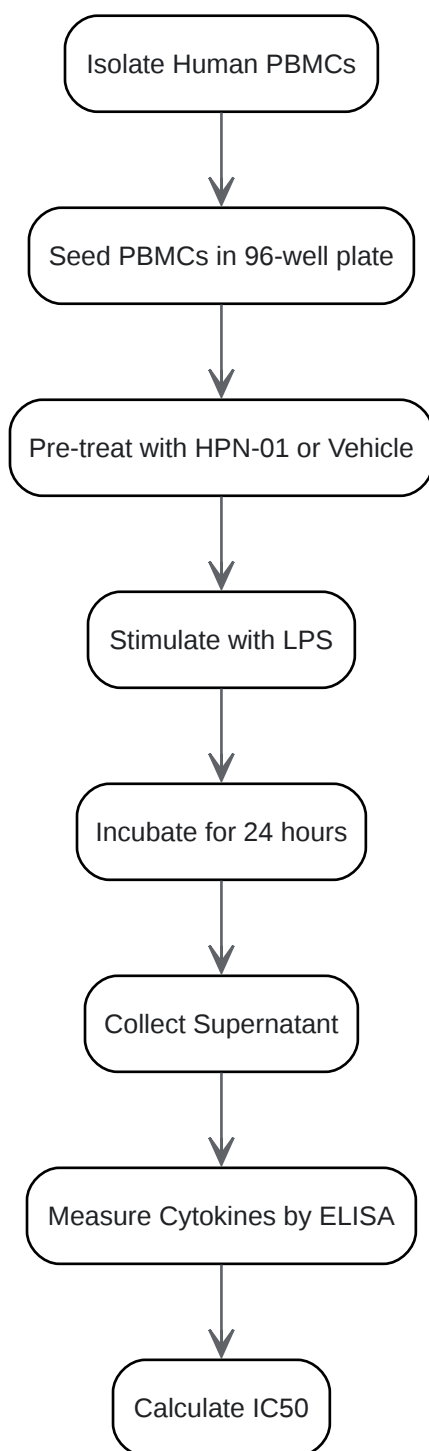 Isolate Human PBMCs
Seed PBMCs in 96-well plate
Pre-treat with HPN-01 or Vehicle
Stimulate with LPS
Incubate for 24 hours
Collect Supernatant
Measure Cytokines by ELISA
Calculate IC50